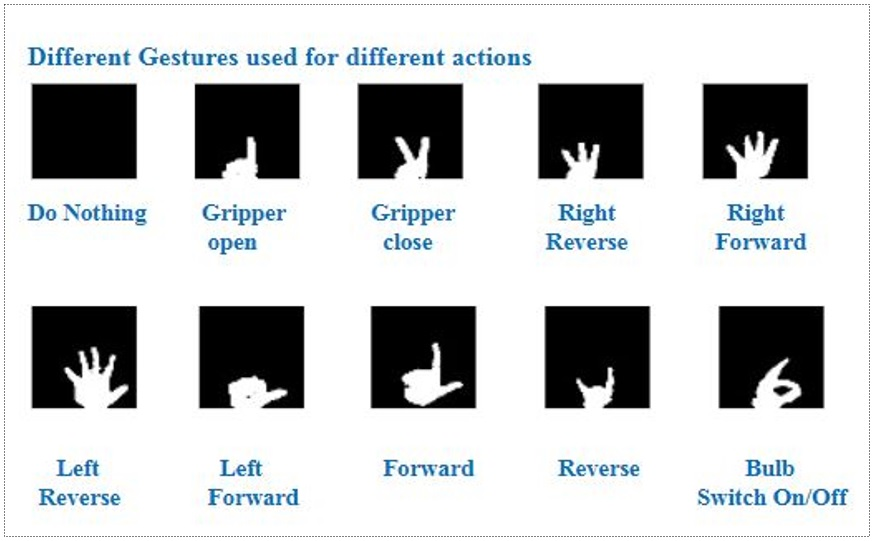 Different Gestures used for different actions
Do Nothing
Gripper
open
Gripper
close
Right
Reverse
Right
Forward
Left
Reverse
Left
Forward
Forward
Reverse
Bulb
Switch On/Off